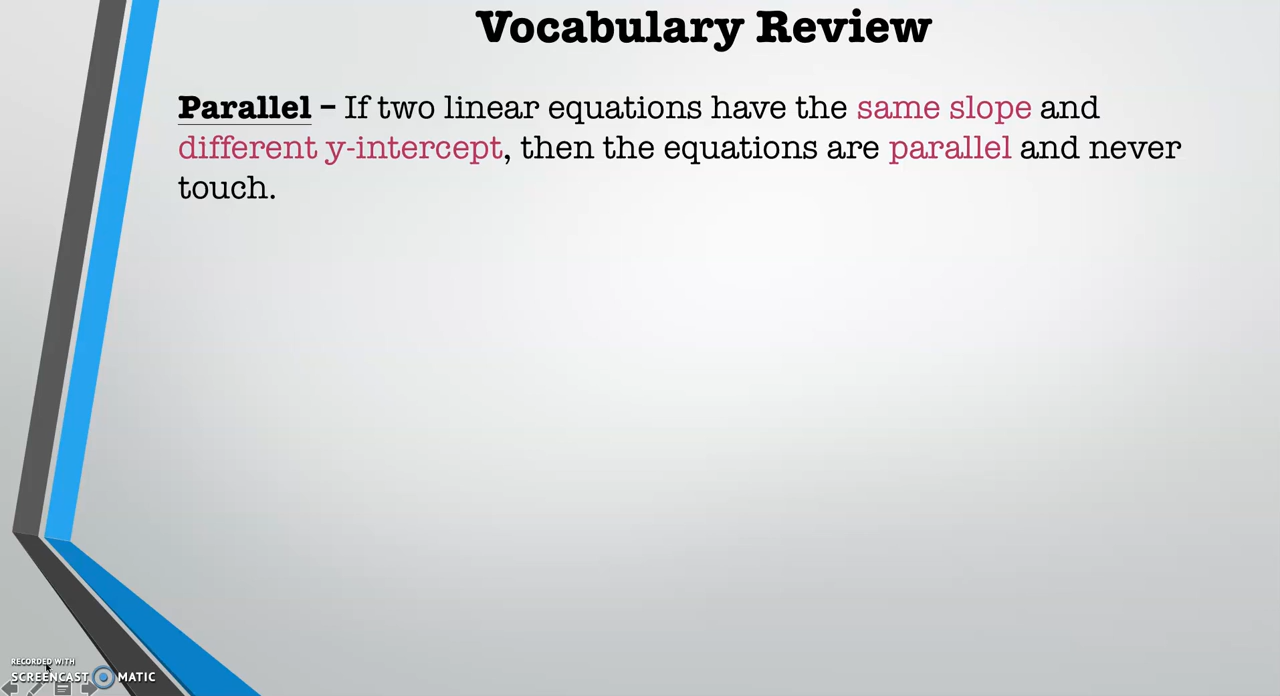 Vocabulary Review
Parallel – If two linear equations have the same slope and
different y-intercept, then the equations are parallel and never
touch.
RECORDED WITH
SCREENCAST MATIC